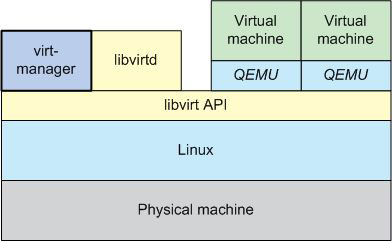 Virtual machine
Virtual machine
virt-
manager
libvirtd
QEMU
QEMU
libvirt API
Linux
Physical machine